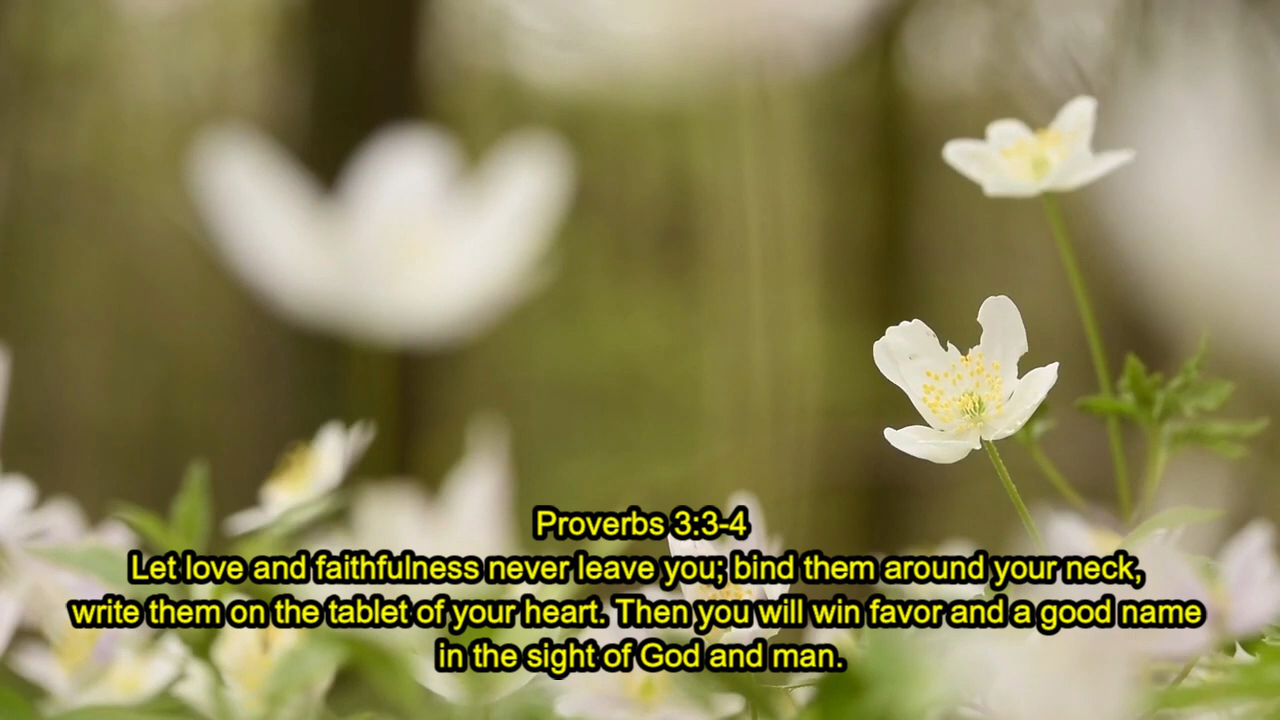 Proverbs 3:3-4
Let love and faithfulness never leave you; bind them around your neck,
write them on the tablet of your heart. Then you will win favor and a good name
in the sight of God and man.